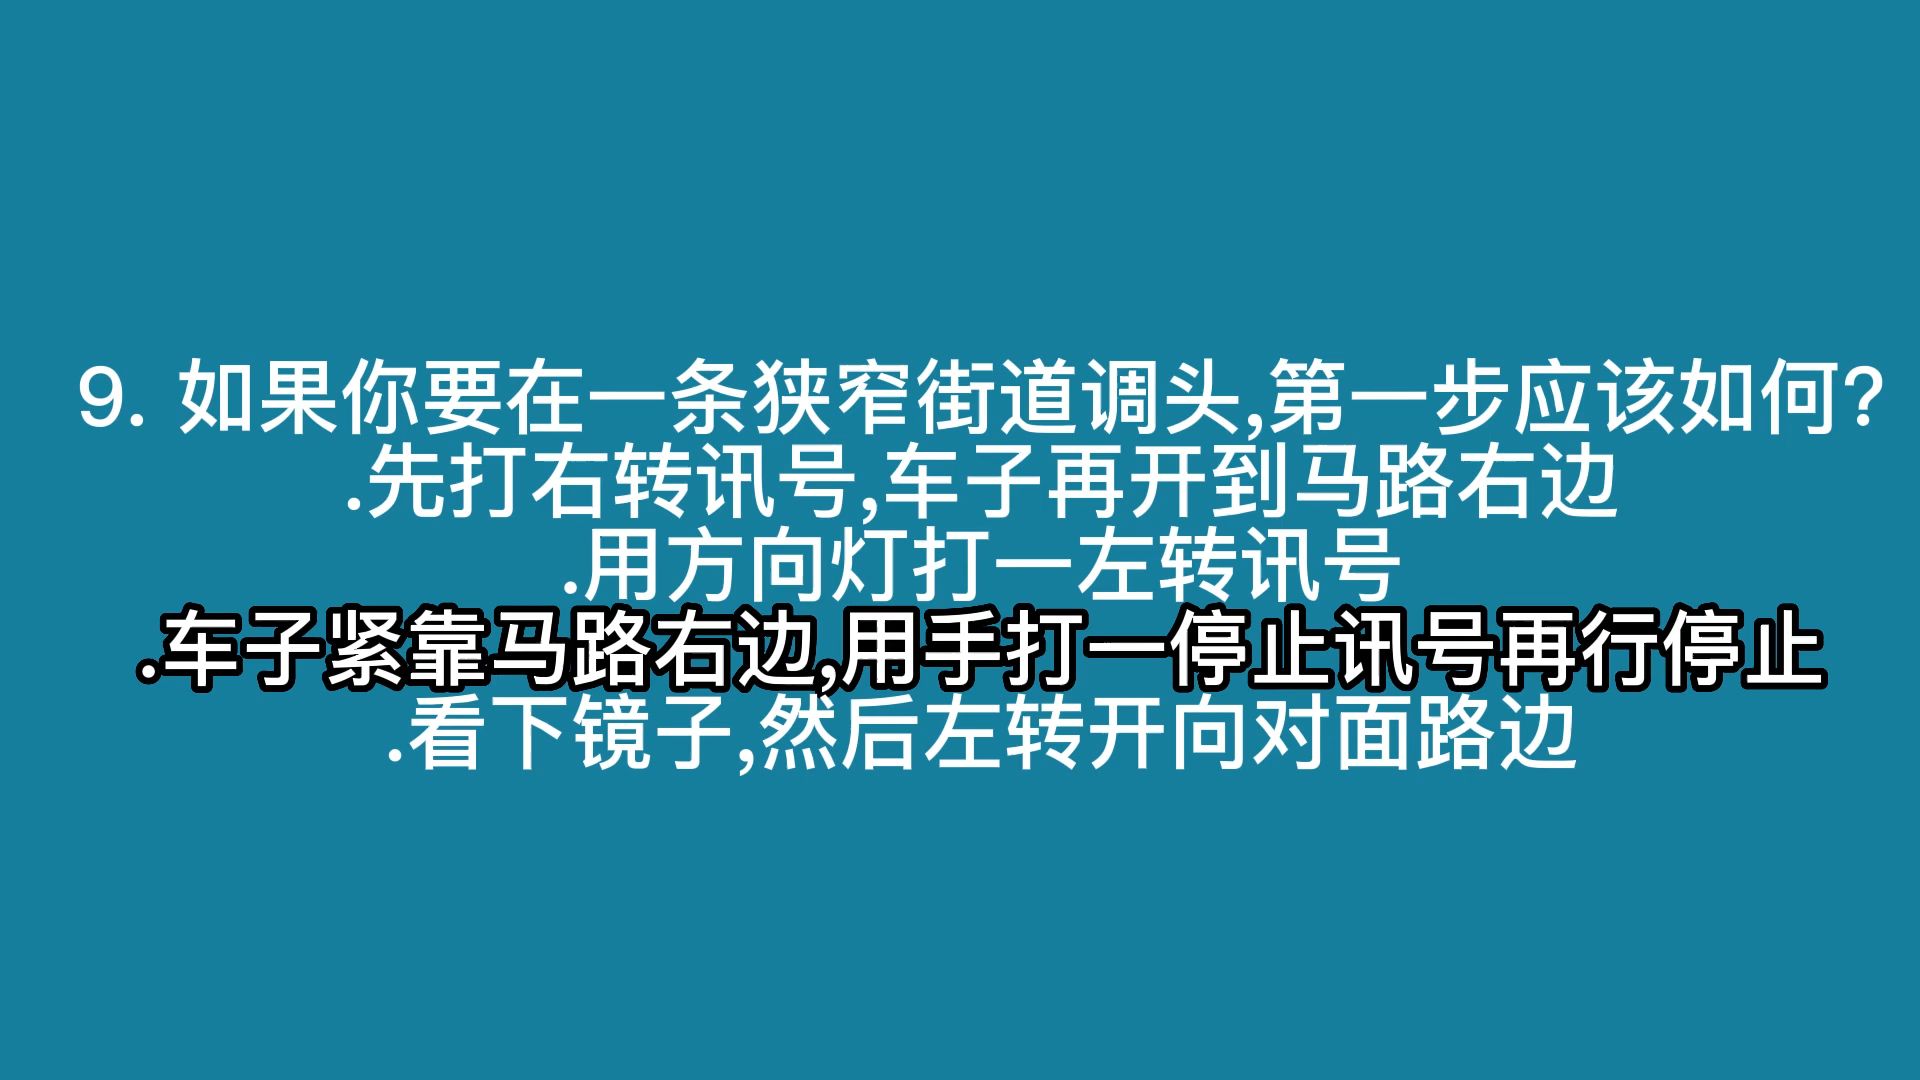 9. 如果你要在一条狭窄街道调头,第一步应该如何?
.先打右转讯号,车子再开到马路右边
.用方向灯打一左转讯号
.车子紧靠马路右边,用手打一停止讯号再行停止
.看下镜子,然后左转开向对面路边